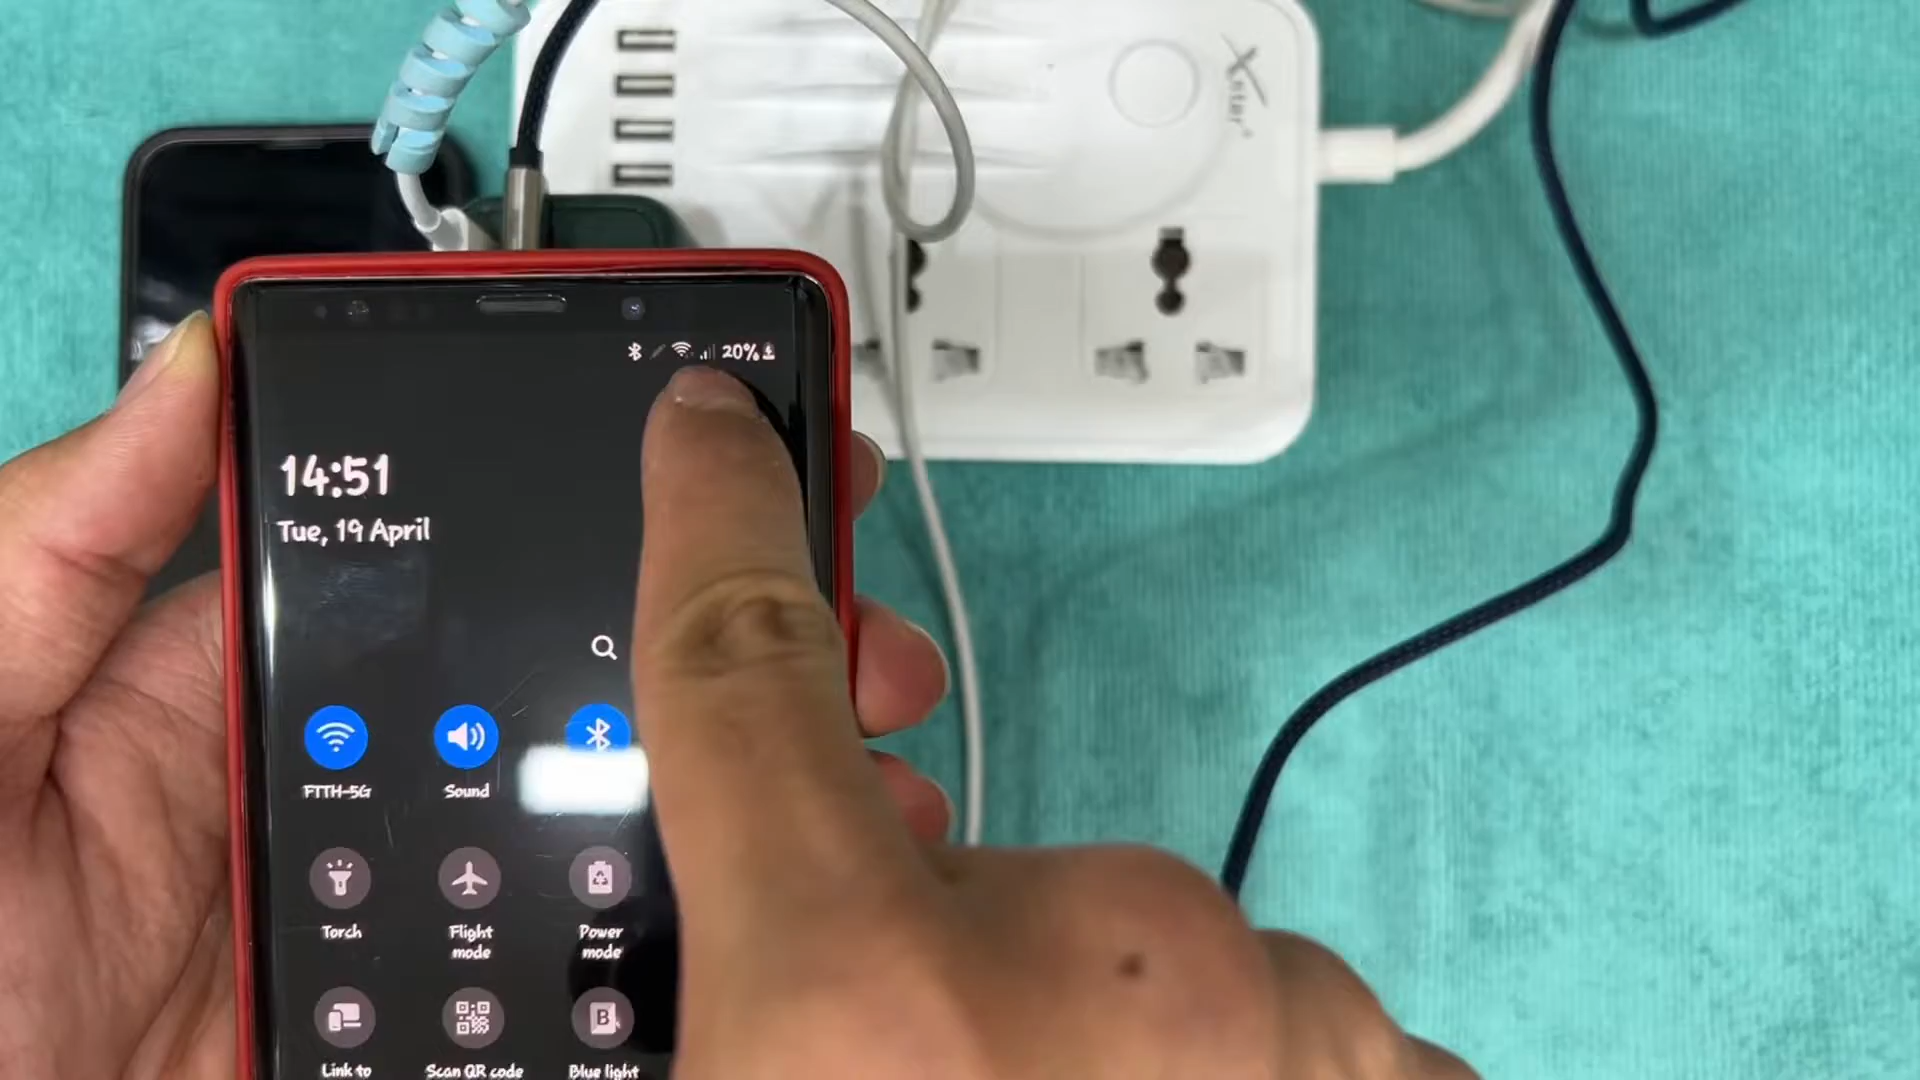 Xstar
20%
14:51
Tue, 19 April
FTTH-5G
Sound
Torch
Flight
mode
Power
mode
Link to
Scan QR code
Blue light